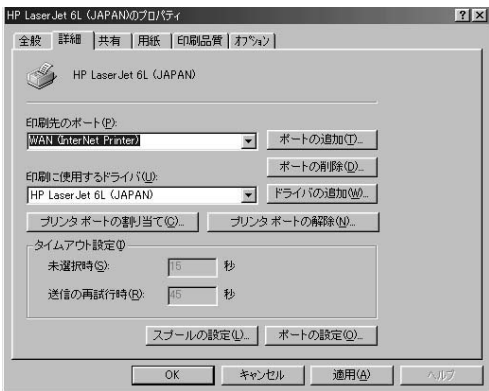 HP LaserJet 6L (JAPAN)のプロパティ
全般 詳細 共有 用紙 印刷品質 オプション
HP LaserJet 6L (JAPAN)
印刷先のポート(P):
WAN (InterNet Printer)
ポートの追加(T)...
ポートの削除(D)...
印刷に使用するドライバ(U):
HP LaserJet 6L (JAPAN)
ドライバの追加(W)...
プリンタ ポートの割り当て(C)...
プリンタ ポートの解除(N)...
タイムアウト設定
未選択時(S): 15 秒
送信の再試行時(R): 45 秒
スプールの設定(L)...
ポートの設定(O)...
OK キャンセル 適用(A) ヘルプ